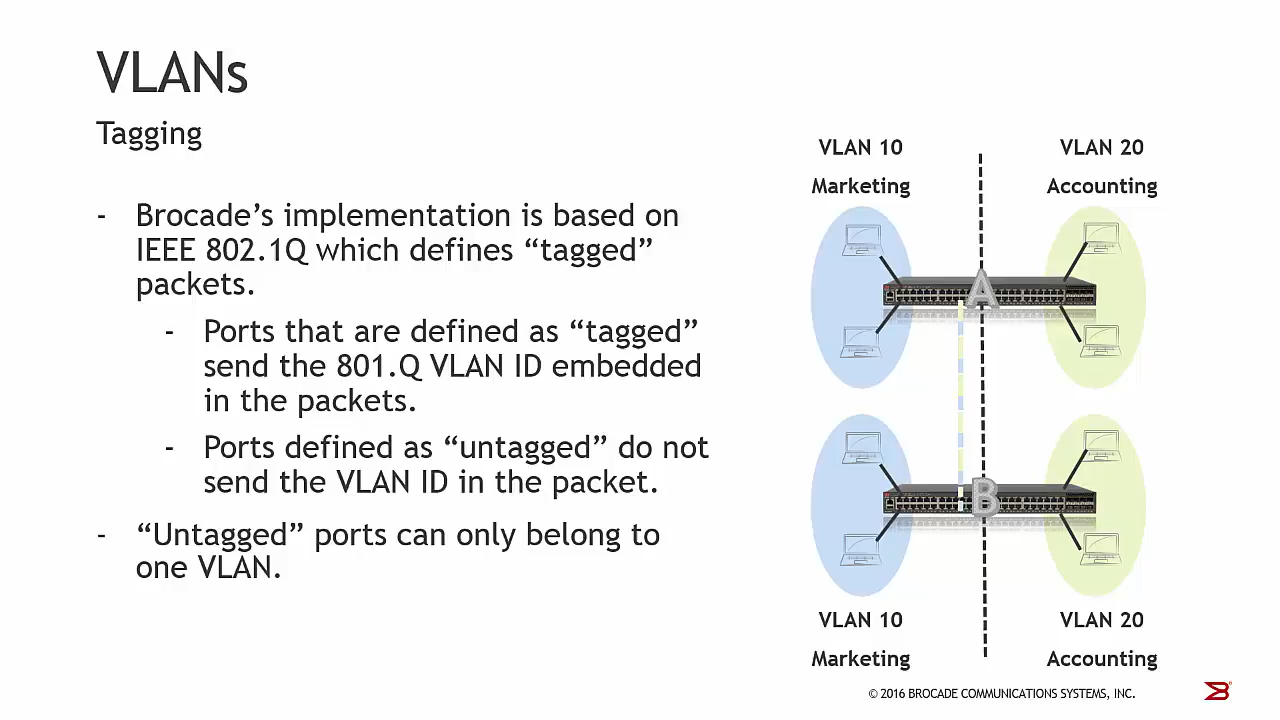 VLANs
Tagging
- Brocade’s implementation is based on
IEEE 802.1Q which defines “tagged”
packets.
- Ports that are defined as “tagged”
send the 801.Q VLAN ID embedded
in the packets.
- Ports defined as “untagged” do not
send the VLAN ID in the packet.
- “Untagged” ports can only belong to
one VLAN.
VLAN 10
Marketing
VLAN 20
Accounting
A
B
VLAN 10
Marketing
VLAN 20
Accounting
© 2016 BROCADE COMMUNICATIONS SYSTEMS, INC.